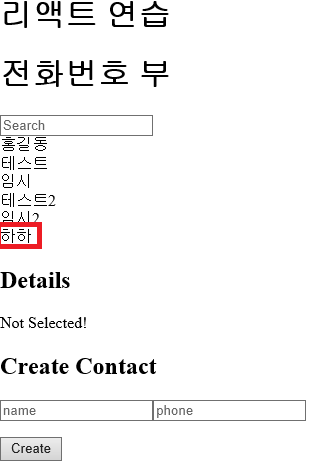 리액트 연습
전화번호 부
Search
홍길동
테스트
임시
테스트2
임시2
하하
Details
Not Selected!
Create Contact
name phone
Create